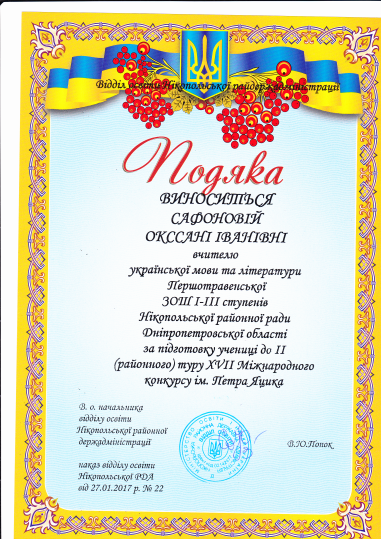 Відділ освіти Нікопольської райдержадміністрації
Подяка
ВИНОСИТЬСЯ
САФОНОВІЙ
ОКССАНІ ІВАНІВНІ
вчителю
української мови та літератури
Першотравенської
ЗОШ І-ІІІ ступенів
Нікопольської районної ради
Дніпропетровської області
за підготовку учениці до ІІ
(районного) туру XVII Міжнародного
конкурсу ім. Петра Яцика
В. о. начальника
відділу освіти
Нікопольської районної
держадміністрації
В.Ю.Попок
наказ відділу освіти
Нікопольської РДА
від 27.01.2017 р. № 22